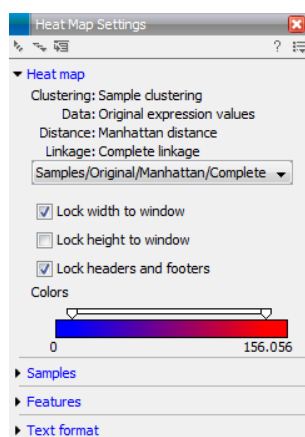 Heat Map Settings
?
Heat map
Clustering: Sample clustering
Data: Original expression values
Distance: Manhattan distance
Linkage: Complete linkage
Samples/Original/Manhattan/Complete
Lock width to window
Lock height to window
Lock headers and footers
Colors
0 156.056
Samples
Features
Text format